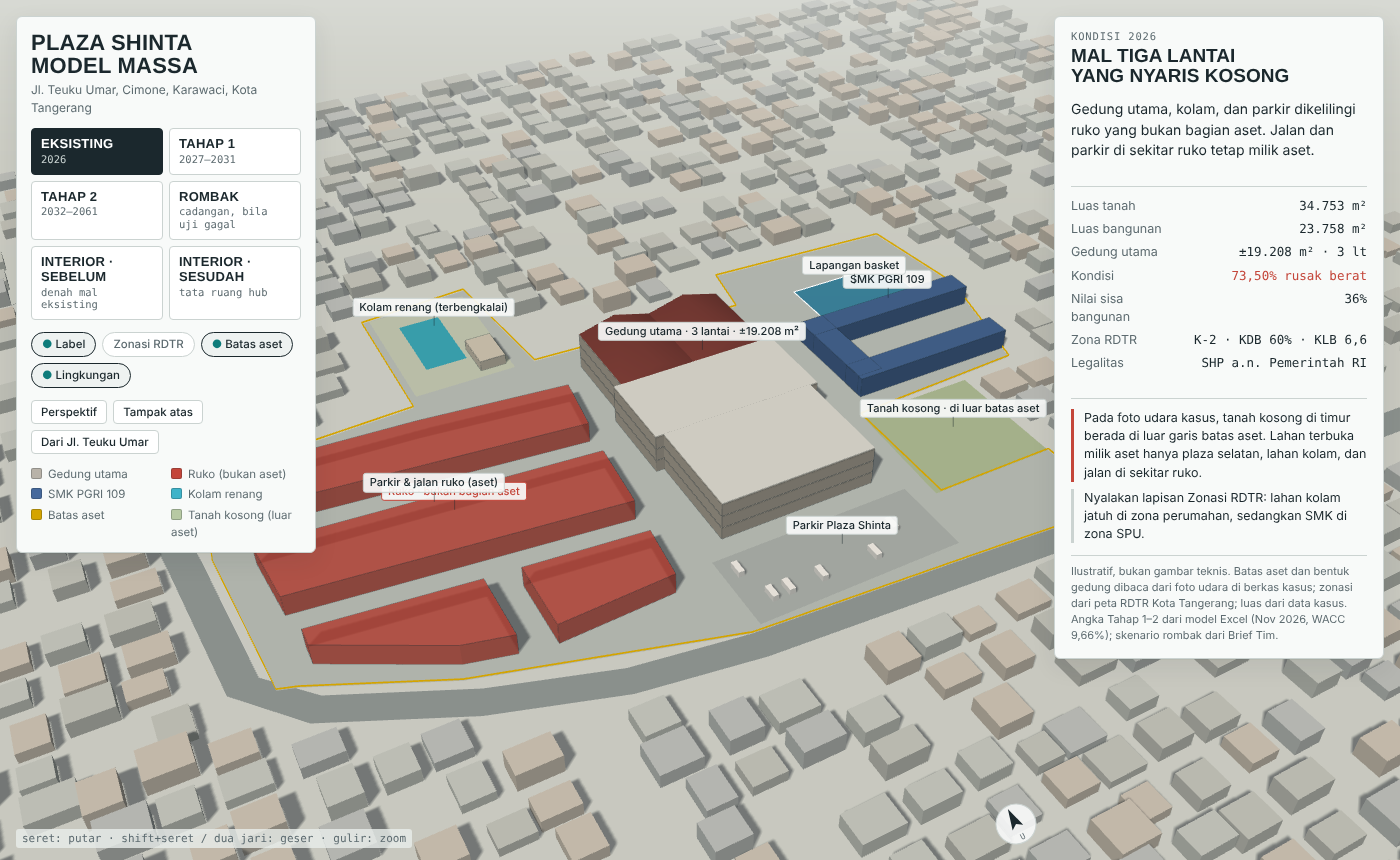 PLAZA SHINTA
MODEL MASSA
Jl. Teuku Umar, Cimone, Karawaci, Kota
Tangerang
EKSISTING
2026
TAHAP 1
2027–2031
TAHAP 2
2032–2061
ROMBAK
cadangan, bila
uji gagal
INTERIOR ·
SEBELUM
denah mal
eksisting
INTERIOR ·
SESUDAH
tata ruang hub
Label
Zonasi RDTR
Batas aset
Lingkungan
Perspektif
Tampak atas
Dari Jl. Teuku Umar
Gedung utama
Ruko (bukan aset)
SMK PGRI 109
Kolam renang
Batas aset
Tanah kosong (luar
aset)
Lapangan basket
SMK PGRI 109
Kolam renang (terbengkalai)
Gedung utama · 3 lantai · ±19.208 m²
Tanah kosong · di luar batas aset
Parkir & jalan ruko (aset)
Ruko · bukan bagian aset
Parkir Plaza Shinta
KONDISI 2026
MAL TIGA LANTAI
YANG NYARIS KOSONG
Gedung utama, kolam, dan parkir dikelilingi
ruko yang bukan bagian aset. Jalan dan
parkir di sekitar ruko tetap milik aset.
Luas tanah 34.753 m²
Luas bangunan 23.758 m²
Gedung utama ±19.208 m² · 3 lt
Kondisi 73,50% rusak berat
Nilai sisa 36%
bangunan
Zona RDTR K-2 · KDB 60% · KLB 6,6
Legalitas SHP a.n. Pemerintah RI
Pada foto udara kasus, tanah kosong di timur
berada di luar garis batas aset. Lahan terbuka
milik aset hanya plaza selatan, lahan kolam, dan
jalan di sekitar ruko.
Nyalakan lapisan Zonasi RDTR: lahan kolam
jatuh di zona perumahan, sedangkan SMK di
zona SPU.
Ilustratif, bukan gambar teknis. Batas aset dan bentuk
gedung dibaca dari foto udara di berkas kasus; zonasi
dari peta RDTR Kota Tangerang; luas dari data kasus.
Angka Tahap 1–2 dari model Excel (Nov 2026, WACC
9,66%); skenario rombak dari Brief Tim.
seret: putar · shift+seret / dua jari: geser · gulir: zoom
U